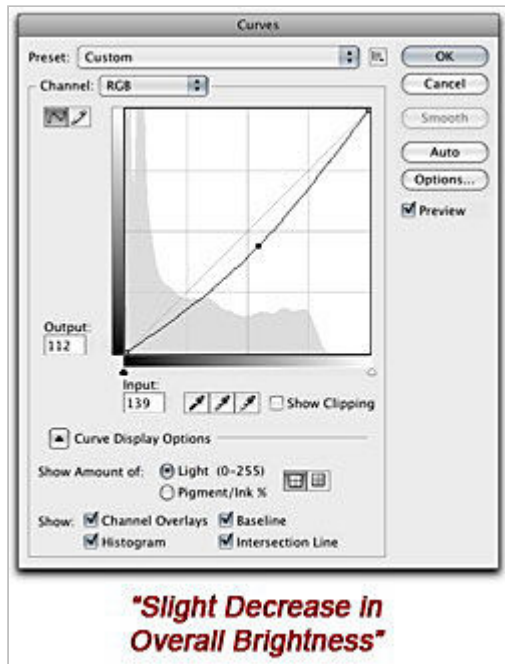 Curves
Preset: Custom
OK
Channel: RGB
Cancel
Smooth
Auto
Options...
Preview
Output:
112
Input:
139
Show Clipping
Curve Display Options
Show Amount of: Light (0-255)
Pigment/Ink %
Show: Channel Overlays Baseline
Histogram Intersection Line
"Slight Decrease in
Overall Brightness"